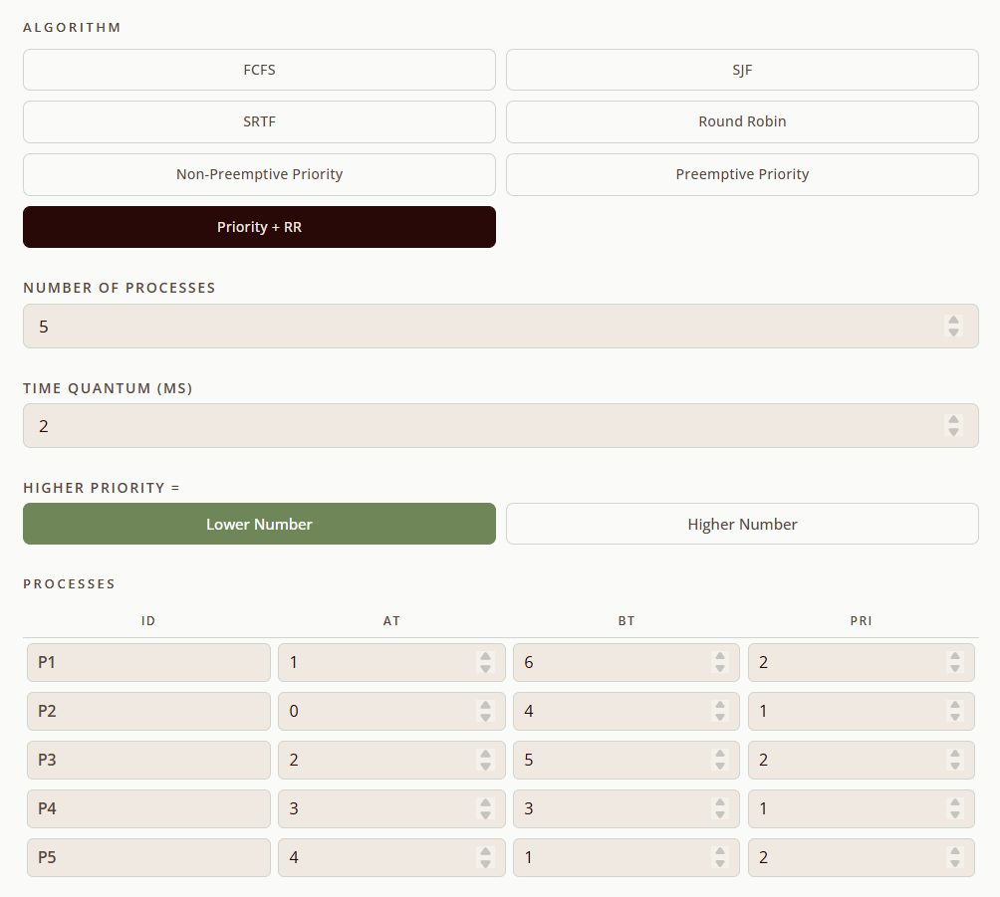 ALGORITHM
FCFS SJF
SRTF Round Robin
Non-Preemptive Priority Preemptive Priority
Priority + RR
NUMBER OF PROCESSES
5
TIME QUANTUM (MS)
2
HIGHER PRIORITY =
Lower Number Higher Number
PROCESSES
ID AT BT PRI
P1 1 6 2
P2 0 4 1
P3 2 5 2
P4 3 3 1
P5 4 1 2